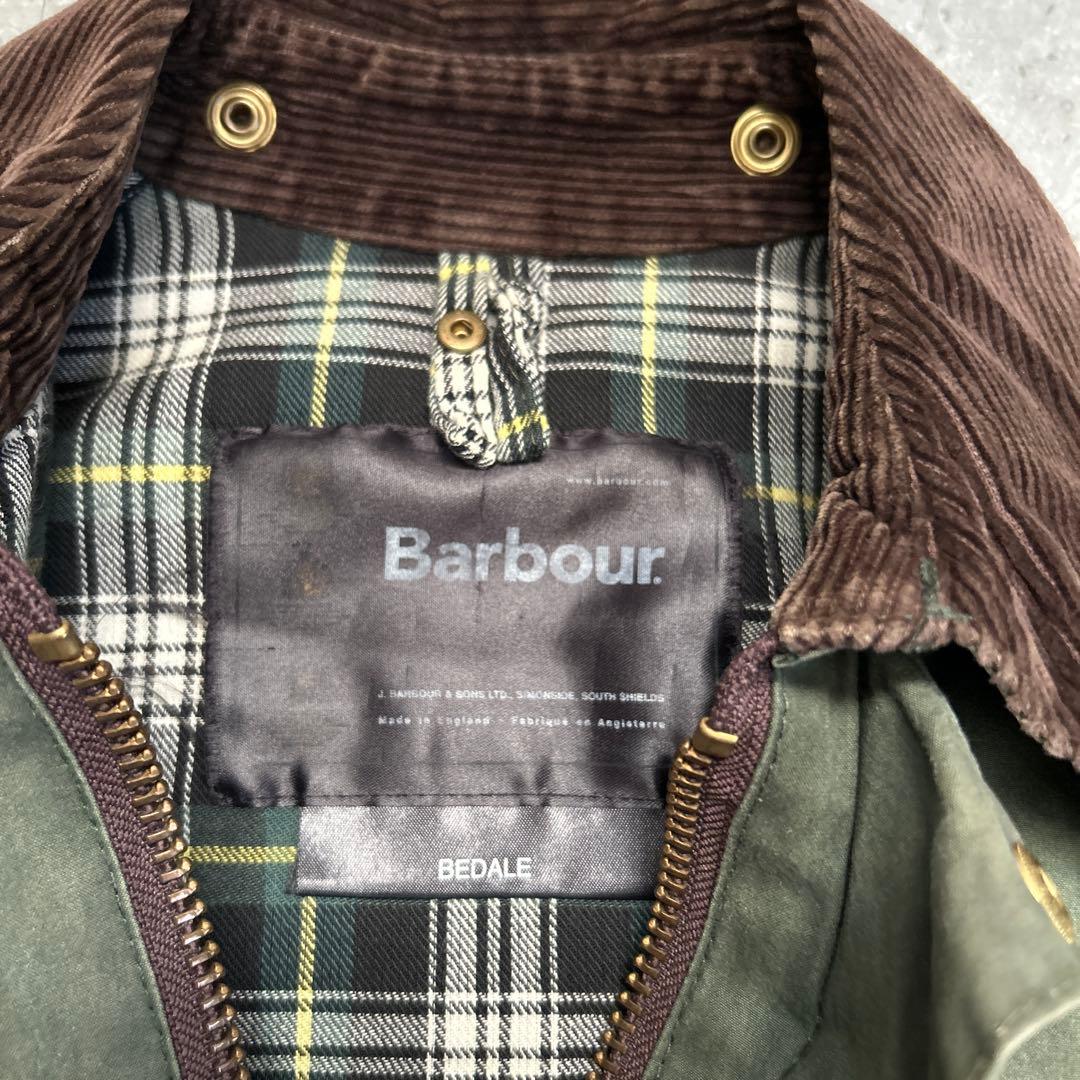 www.barbour.com
Barbour.
J. BARBOUR & SONS LTD., SIMONSIDE, SOUTH SHIELDS
Made in England - Fabriqué en Angleterre
BEDALE